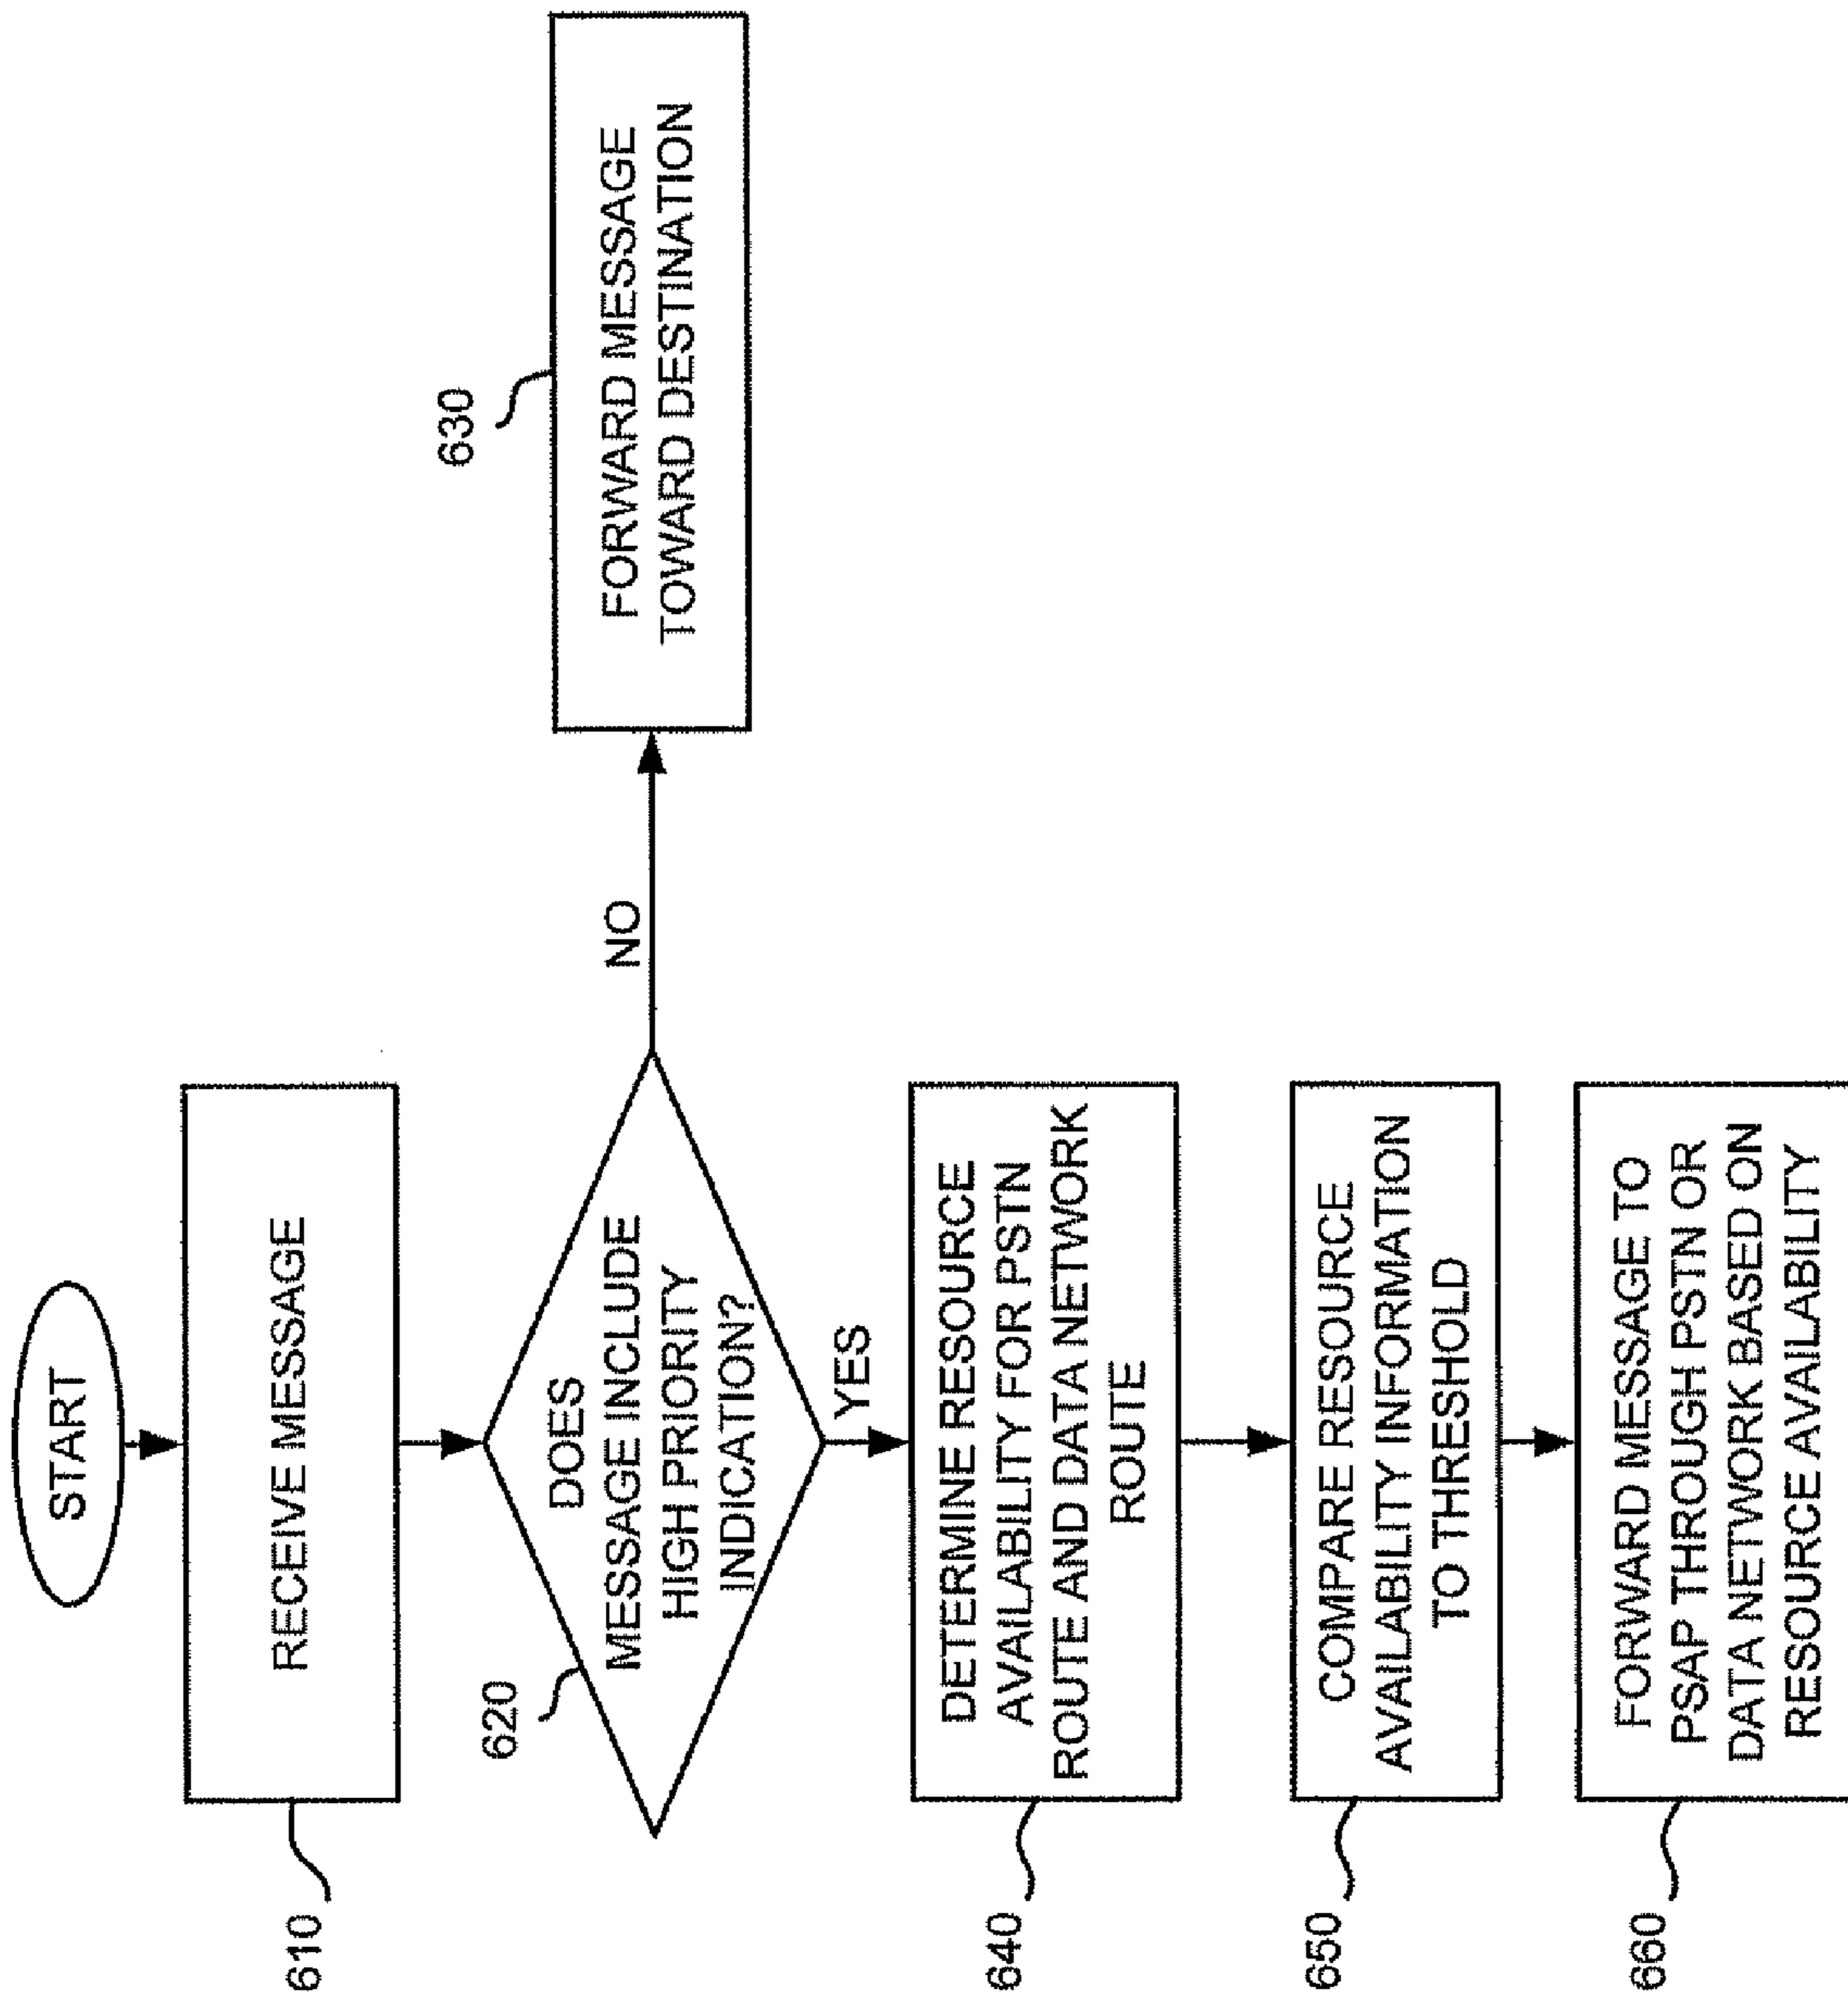 START
610
RECEIVE MESSAGE
620
DOES
MESSAGE INCLUDE
HIGH PRIORITY
INDICATION?
NO
630
FORWARD MESSAGE
TOWARD DESTINATION
YES
640
DETERMINE RESOURCE
AVAILABILITY FOR PSTN
ROUTE AND DATA NETWORK
ROUTE
650
COMPARE RESOURCE
AVAILABILITY INFORMATION
TO THRESHOLD
660
FORWARD MESSAGE TO
PSAP THROUGH PSTN OR
DATA NETWORK BASED ON
RESOURCE AVAILABILITY